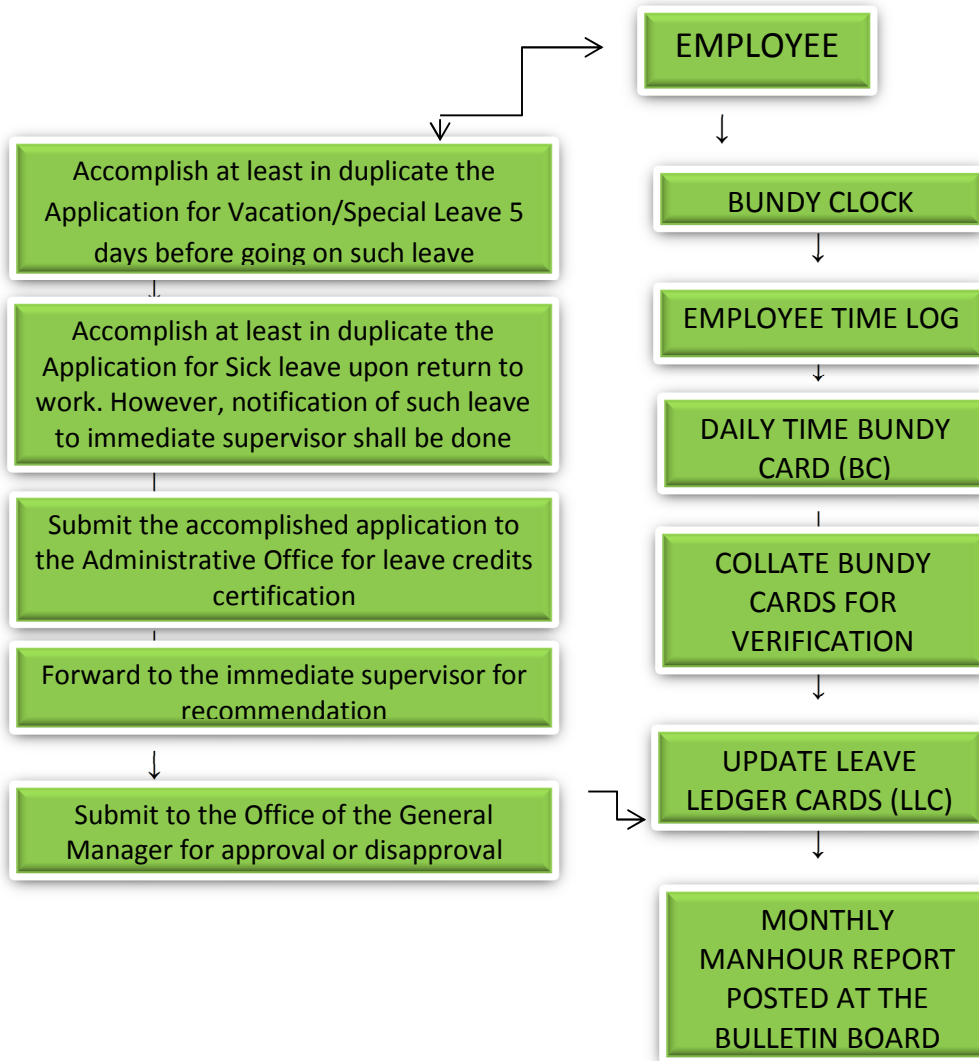 EMPLOYEE
Accomplish at least in duplicate the
Application for Vacation/Special Leave 5
days before going on such leave
Accomplish at least in duplicate the
Application for Sick leave upon return to
work. However, notification of such leave
to immediate supervisor shall be done
Submit the accomplished application to
the Administrative Office for leave credits
certification
Forward to the immediate supervisor for
recommendation
Submit to the Office of the General
Manager for approval or disapproval
BUNDY CLOCK
EMPLOYEE TIME LOG
DAILY TIME BUNDY
CARD (BC)
COLLATE BUNDY
CARDS FOR
VERIFICATION
UPDATE LEAVE
LEDGER CARDS (LLC)
MONTHLY
MANHOUR REPORT
POSTED AT THE
BULLETIN BOARD